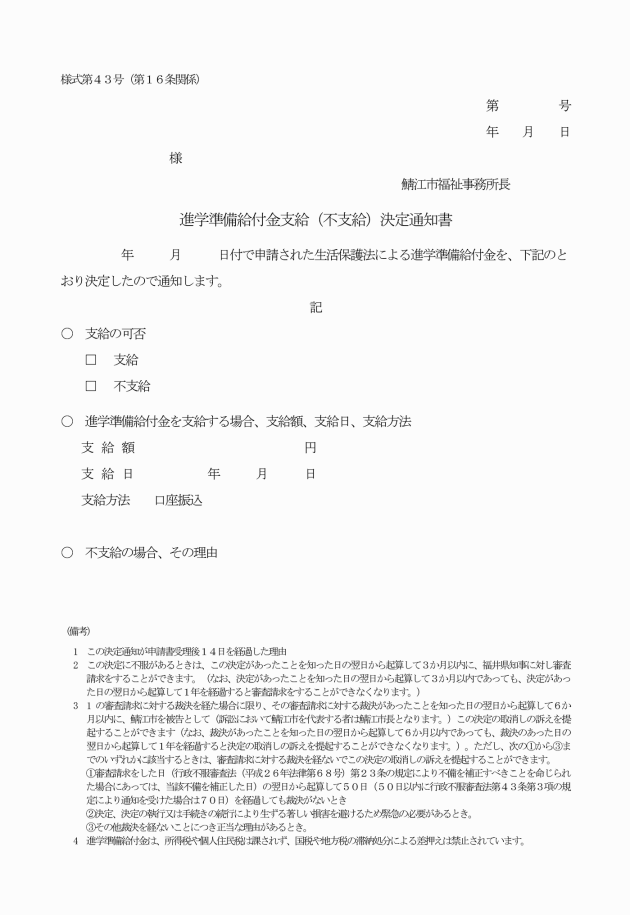 様式第４３号（第１６条関係）
第　　　　　号
年　　月　　日
様
鯖江市福祉事務所長
進学準備給付金支給（不支給）決定通知書
年　　　月　　　日付で申請された生活保護法による進学準備給付金を、下記のと
おり決定したので通知します。
記
○　支給の可否
□　支給
□　不支給
○　進学準備給付金を支給する場合、支給額、支給日、支給方法
支 給 額　　　　　　　　　　　　　　円
支 給 日　　　　　　年　　　月　　　日
支給方法　　口座振込
○　不支給の場合、その理由
（備考）
1　この決定通知が申請書受理後１４日を経過した理由
2　この決定に不服があるときは、この決定があったことを知った日の翌日から起算して３か月以内に、福井県知事に対し審査
請求をすることができます。（なお、決定があったことを知った日の翌日から起算して３か月以内であっても、決定があっ
た日の翌日から起算して１年を経過すると審査請求をすることができなくなります。）
3　１の審査請求に対する裁決を経た場合に限り、その審査請求に対する裁決があったことを知った日の翌日から起算して６か
月以内に、鯖江市を被告として（訴訟において鯖江市を代表する者は鯖江市長となります。）この決定の取消しの訴えを提
起することができます（なお、裁決があったことを知った日の翌日から起算して６か月以内であっても、裁決のあった日の
翌日から起算して１年を経過すると決定の取消しの訴えを提起することができなくなります。）。ただし、次の①から③ま
でのいずれかに該当するときは、審査請求に対する裁決を経ないでこの決定の取消しの訴えを提起することができます。
①審査請求をした日（行政不服審査法（平成２６年法律第６８号）第２３条の規定により不備を補正すべきことを命じられ
た場合にあっては、当該不備を補正した日）の翌日から起算して５０日（５０日以内に行政不服審査法第４３条第３項の規
定により通知を受けた場合は７０日）を経過しても裁決がないとき
②決定、決定の執行又は手続きの続行により生ずる著しい損害を避けるため緊急の必要があるとき。
③その他裁決を経ないことにつき正当な理由があるとき。
4　進学準備給付金は、所得税や個人住民税は課されず、国税や地方税の滞納処分による差押えは禁止されています。